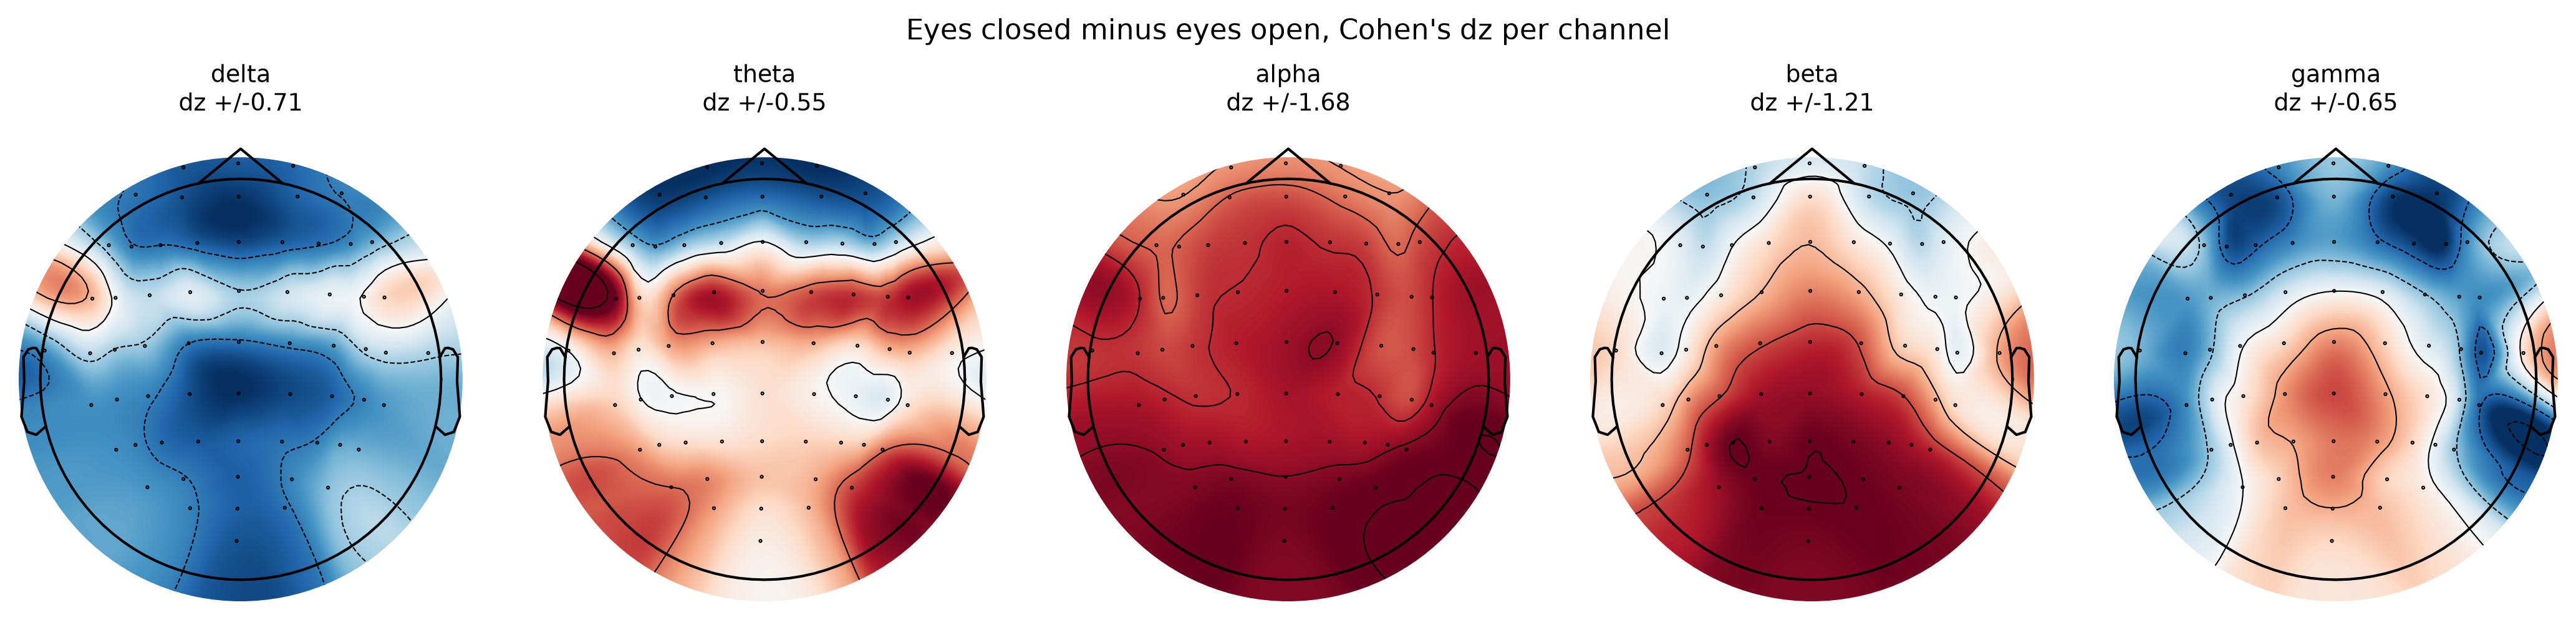 Eyes closed minus eyes open, Cohen's dz per channel
delta
dz +/-0.71
theta
dz +/-0.55
alpha
dz +/-1.68
beta
dz +/-1.21
gamma
dz +/-0.65